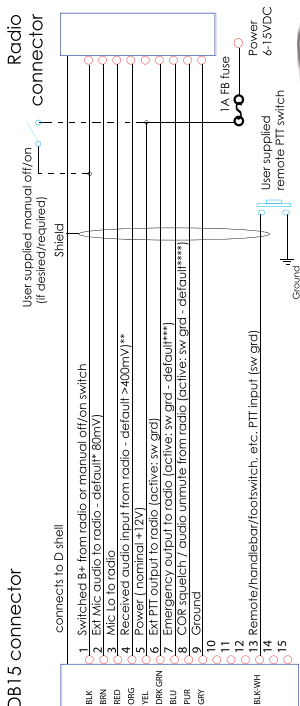 Radio
connector
Power
6-15VDC
1A FB fuse
User supplied manual off/on
(if desired/required)
User supplied
remote PTT switch
Shield
Ground
DB15 connector
connects to D shell
BLK 1 Switched B+ from radio or manual off/on switch
BRN 2 Ext Mic audio to radio - default* 80mV)
RED 3 Mic Lo to radio
ORG 4 Received audio input from radio - default >400mV)**
YEL 5 Power ( nominal +12V)
DRK GRN 6 Ext PTT output to radio (active: sw grd)
BLU 7 Emergency output to radio (active: sw grd - default***)
PUR 8 COR squelch / audio unmute from radio (active: sw grd - default****)
GRY 9 Ground
10
11
12
BLK-WH 13 Remote/handlebar/footswitch, etc. PTT input (sw grd)
14
15